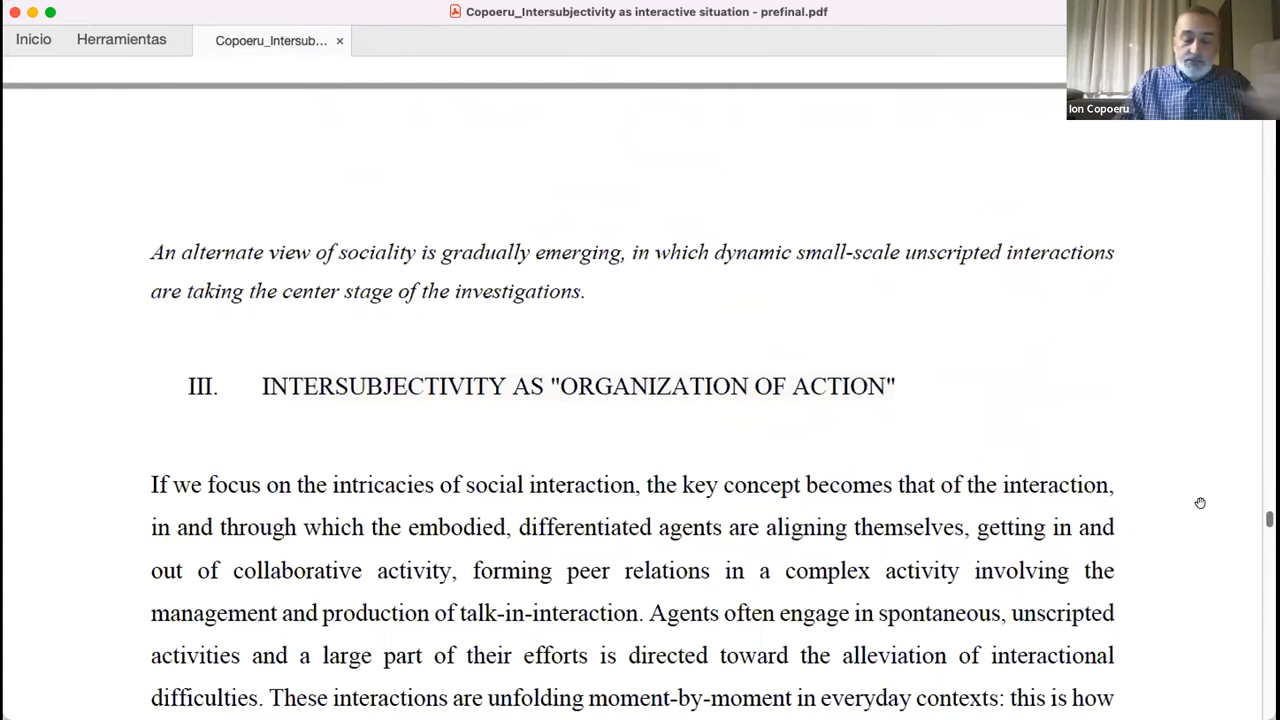 Copoeru_Intersubjectivity as interactive situation - prefinal.pdf
Inicio
Herramientas
Copoeru_Intersub... ×
Ion Copoeru
An alternate view of sociality is gradually emerging, in which dynamic small-scale unscripted interactions
are taking the center stage of the investigations.
III. INTERSUBJECTIVITY AS "ORGANIZATION OF ACTION"
If we focus on the intricacies of social interaction, the key concept becomes that of the interaction,
in and through which the embodied, differentiated agents are aligning themselves, getting in and
out of collaborative activity, forming peer relations in a complex activity involving the
management and production of talk-in-interaction. Agents often engage in spontaneous, unscripted
activities and a large part of their efforts is directed toward the alleviation of interactional
difficulties. These interactions are unfolding moment-by-moment in everyday contexts: this is how